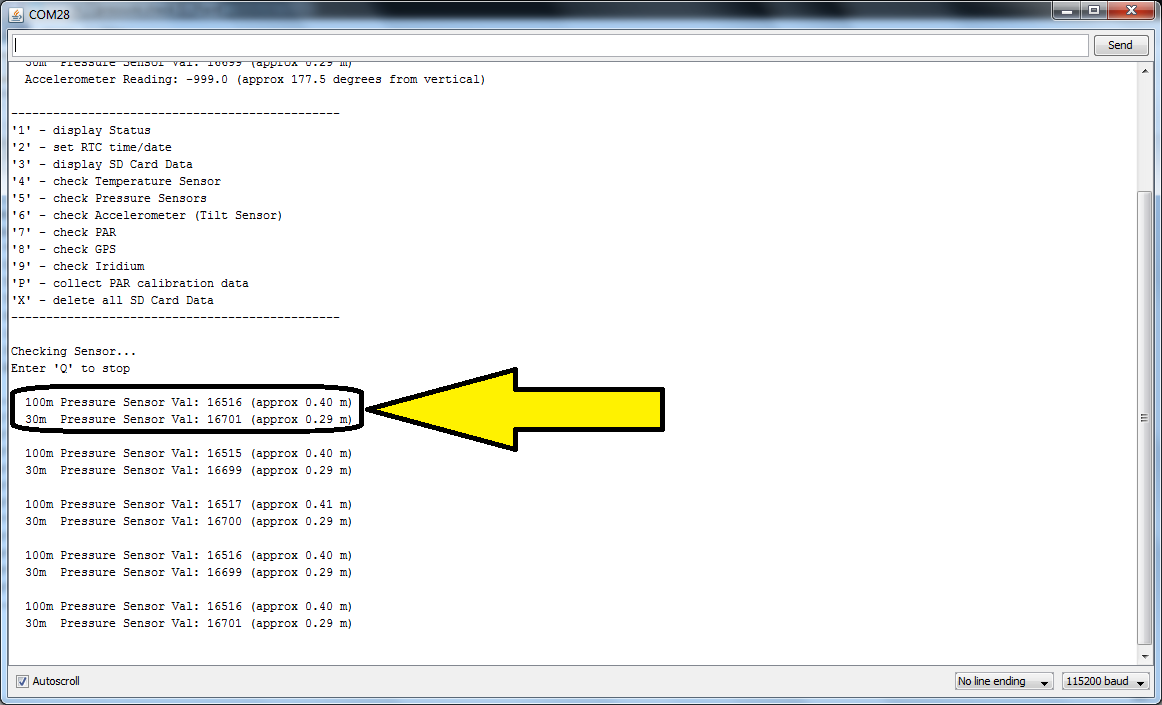 COM28
Send
30m  Pressure Sensor Val: 16699 (approx 0.29 m)
Accelerometer Reading: -999.0 (approx 177.5 degrees from vertical)
-----------------------------------------------
'1' - display Status
'2' - set RTC time/date
'3' - display SD Card Data
'4' - check Temperature Sensor
'5' - check Pressure Sensors
'6' - check Accelerometer (Tilt Sensor)
'7' - check PAR
'8' - check GPS
'9' - check Iridium
'P' - collect PAR calibration data
'X' - delete all SD Card Data
-----------------------------------------------
Checking Sensor...
Enter 'Q' to stop
100m Pressure Sensor Val: 16516 (approx 0.40 m)
30m  Pressure Sensor Val: 16701 (approx 0.29 m)
100m Pressure Sensor Val: 16515 (approx 0.40 m)
30m  Pressure Sensor Val: 16699 (approx 0.29 m)
100m Pressure Sensor Val: 16517 (approx 0.41 m)
30m  Pressure Sensor Val: 16700 (approx 0.29 m)
100m Pressure Sensor Val: 16516 (approx 0.40 m)
30m  Pressure Sensor Val: 16699 (approx 0.29 m)
100m Pressure Sensor Val: 16516 (approx 0.40 m)
30m  Pressure Sensor Val: 16701 (approx 0.29 m)
Autoscroll
No line ending
115200 baud